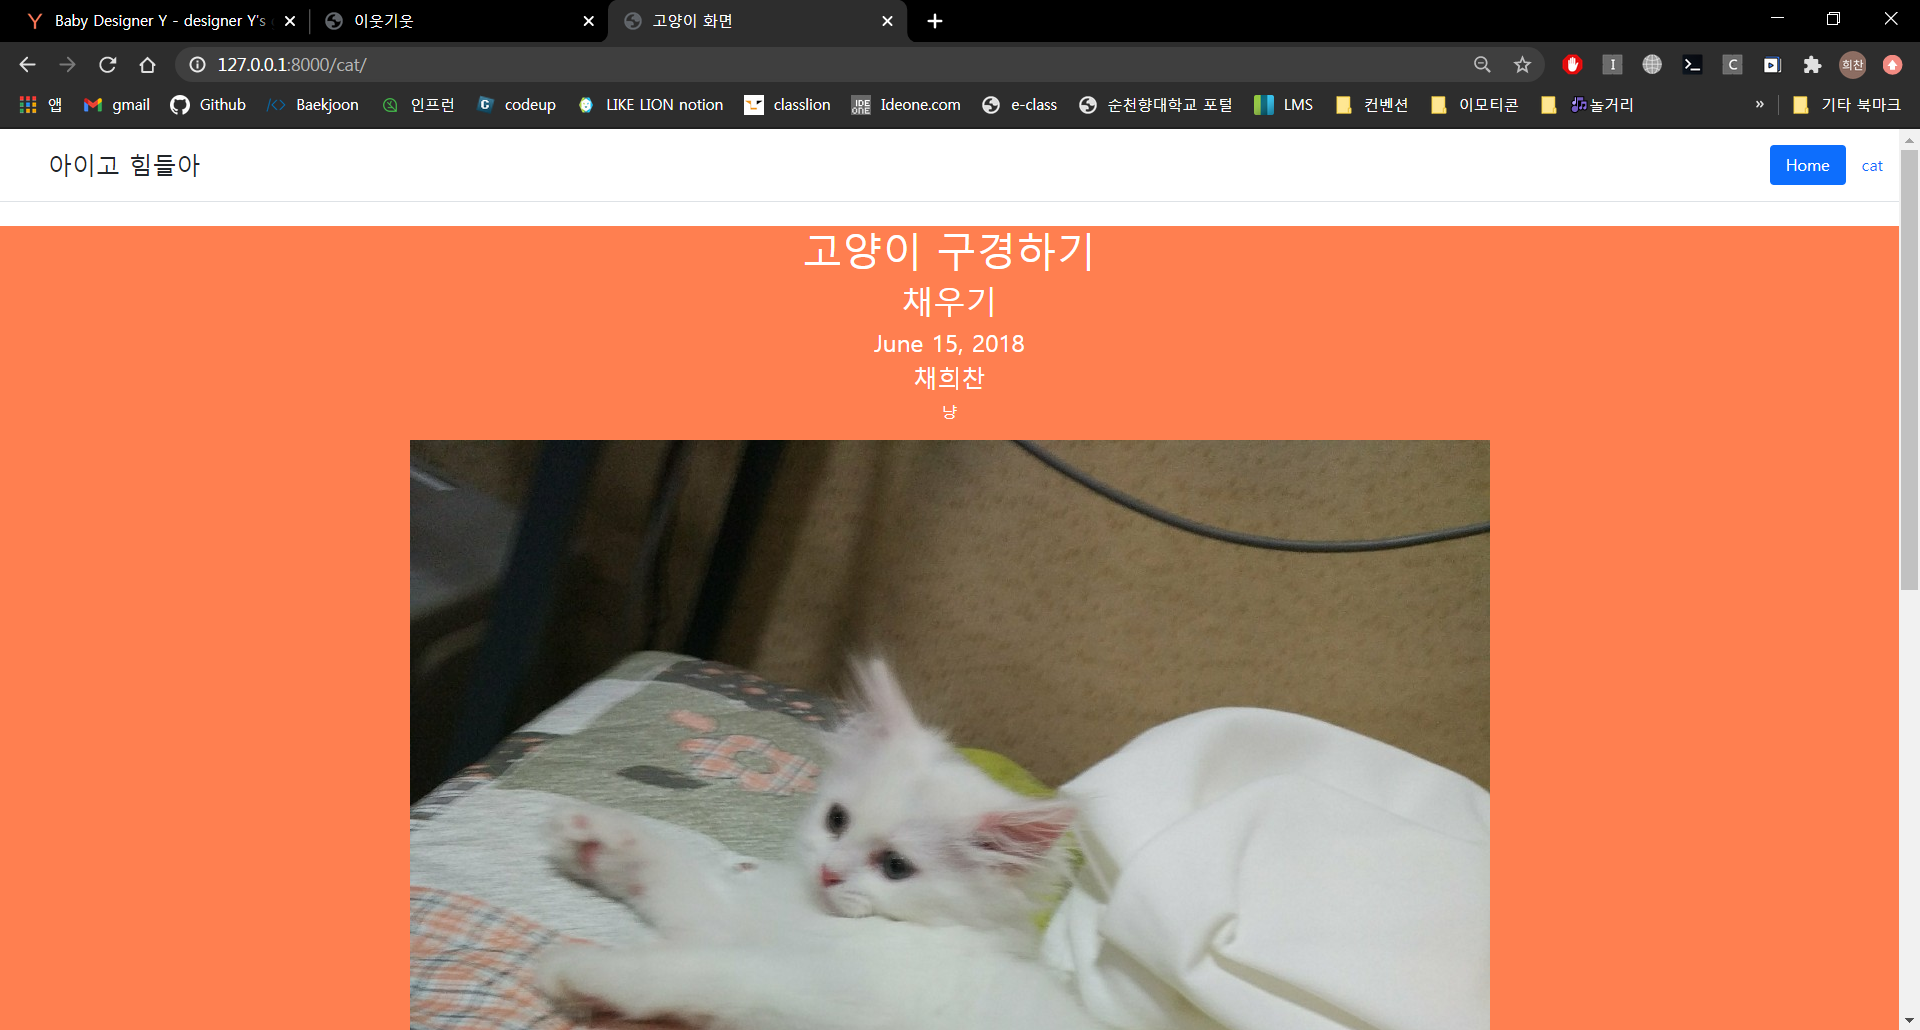 Baby Designer Y - designer Y's
이웃기웃
고양이 화면
127.0.0.1:8000/cat/
희찬
앱
gmail
Github
Baekjoon
인프런
codeup
LIKE LION notion
classlion
IDE ONE
Ideone.com
e-class
순천향대학교 포털
LMS
컨벤션
이모티콘
놀거리
»
기타 북마크
아이고 힘들아
Home
cat
고양이 구경하기
채우기
June 15, 2018
채희찬
냥